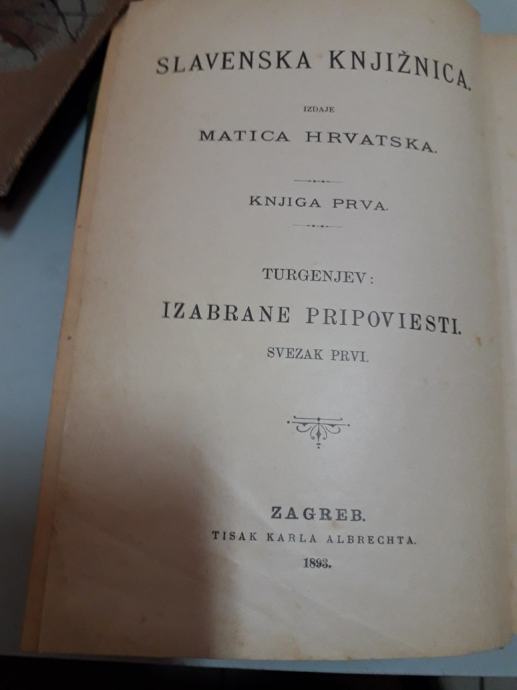 SLAVENSKA KNJIŽNICA.
IZDAJE
MATICA HRVATSKA.
KNJIGA PRVA.
TURGENJEV:
IZABRANE PRIPOVIESTI.
SVEZAK PRVI.
ZAGREB.
TISAK KARLA ALBRECHTA.
1893.